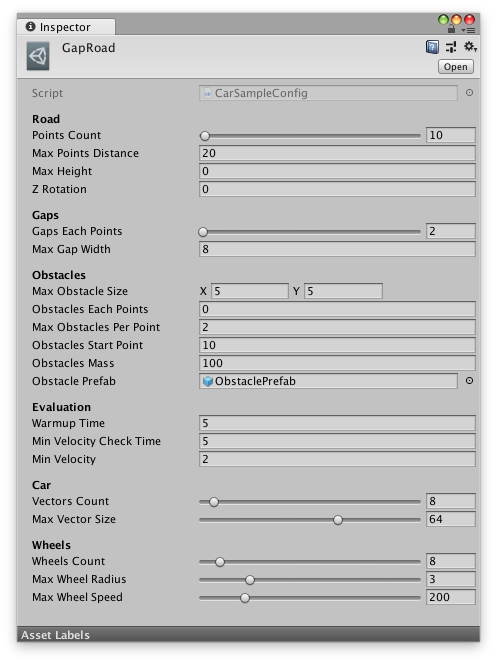 Inspector
GapRoad
Open
Script CarSampleConfig
Road
Points Count 10
Max Points Distance 20
Max Height 0
Z Rotation 0
Gaps
Gaps Each Points 2
Max Gap Width 8
Obstacles
Max Obstacle Size X 5 Y 5
Obstacles Each Points 0
Max Obstacles Per Point 2
Obstacles Start Point 10
Obstacles Mass 100
Obstacle Prefab ObstaclePrefab
Evaluation
Warmup Time 5
Min Velocity Check Time 5
Min Velocity 2
Car
Vectors Count 8
Max Vector Size 64
Wheels
Wheels Count 8
Max Wheel Radius 3
Max Wheel Speed 200
Asset Labels